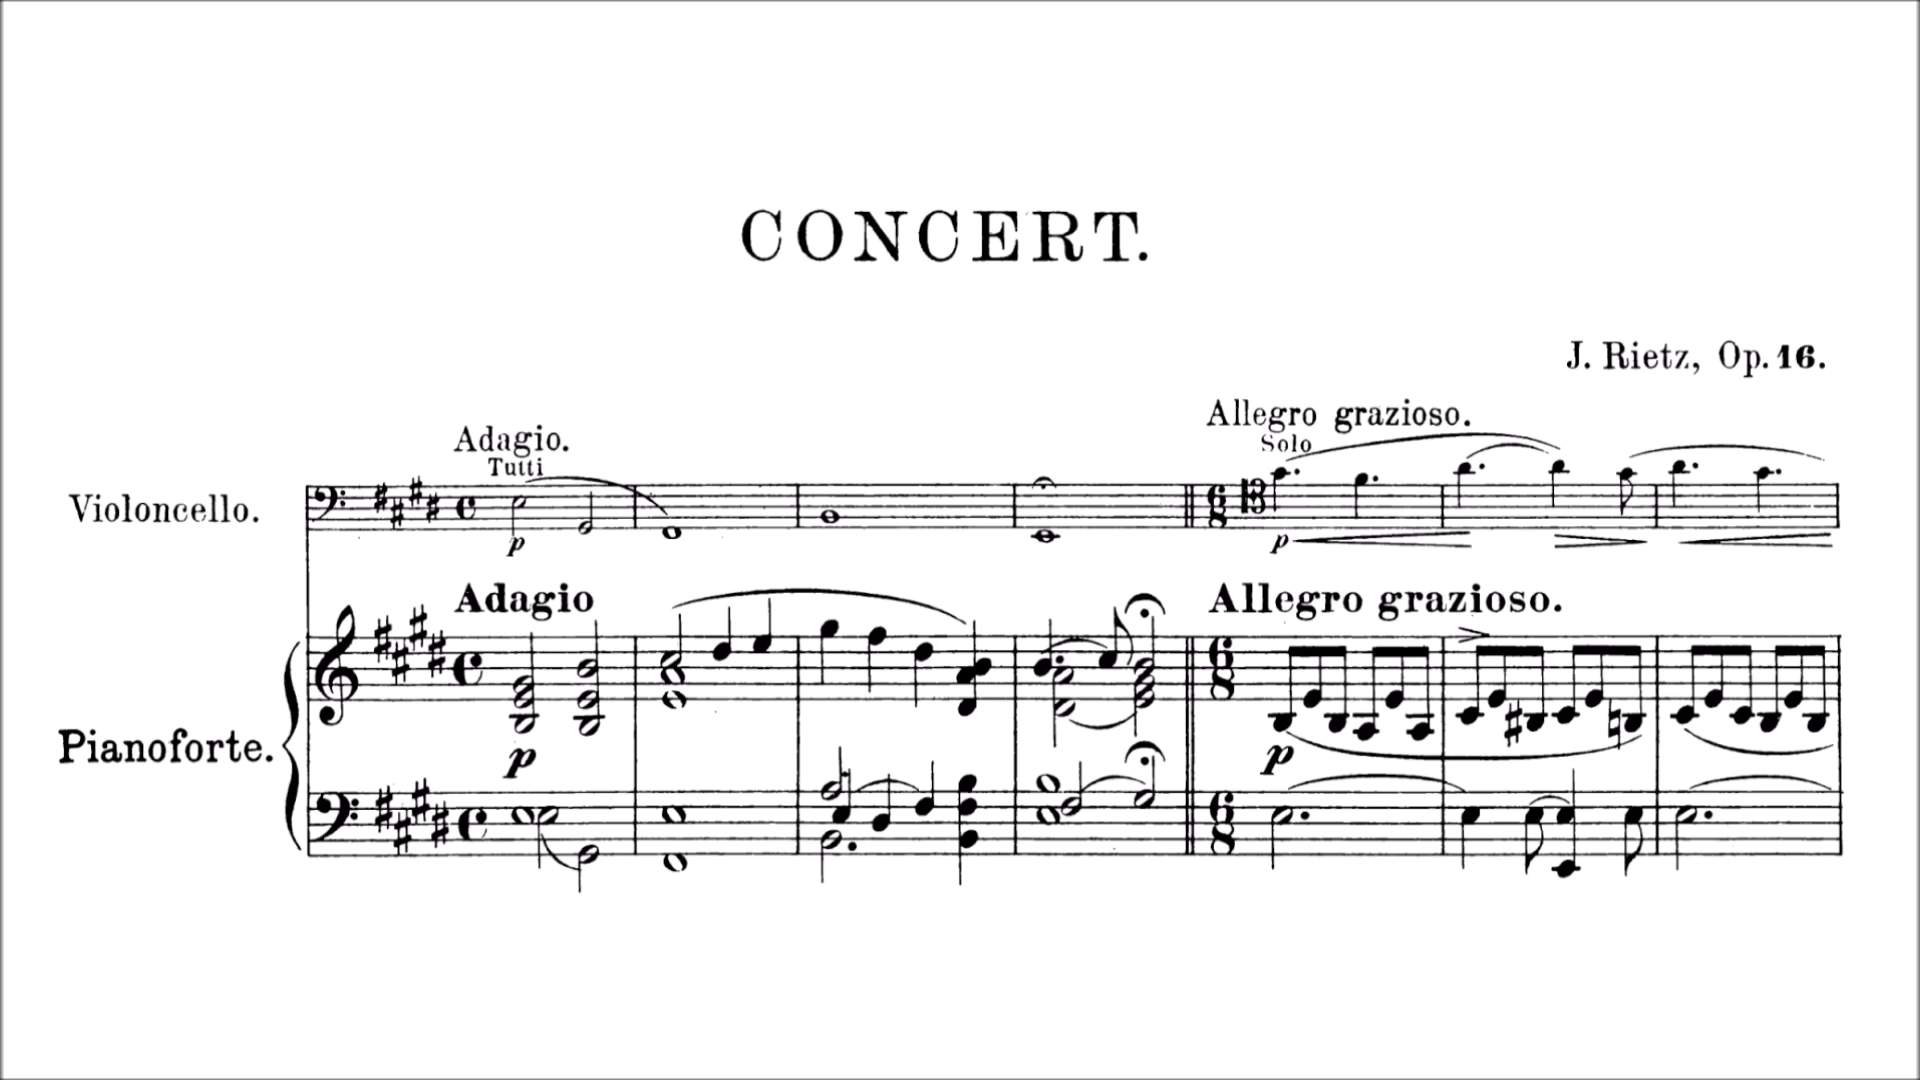 CONCERT.
J. Rietz, Op. 16.
Allegro grazioso.
Adagio.
Solo
Tutti
Violoncello.
p
p
Adagio
Allegro grazioso.
Pianoforte.
p
p